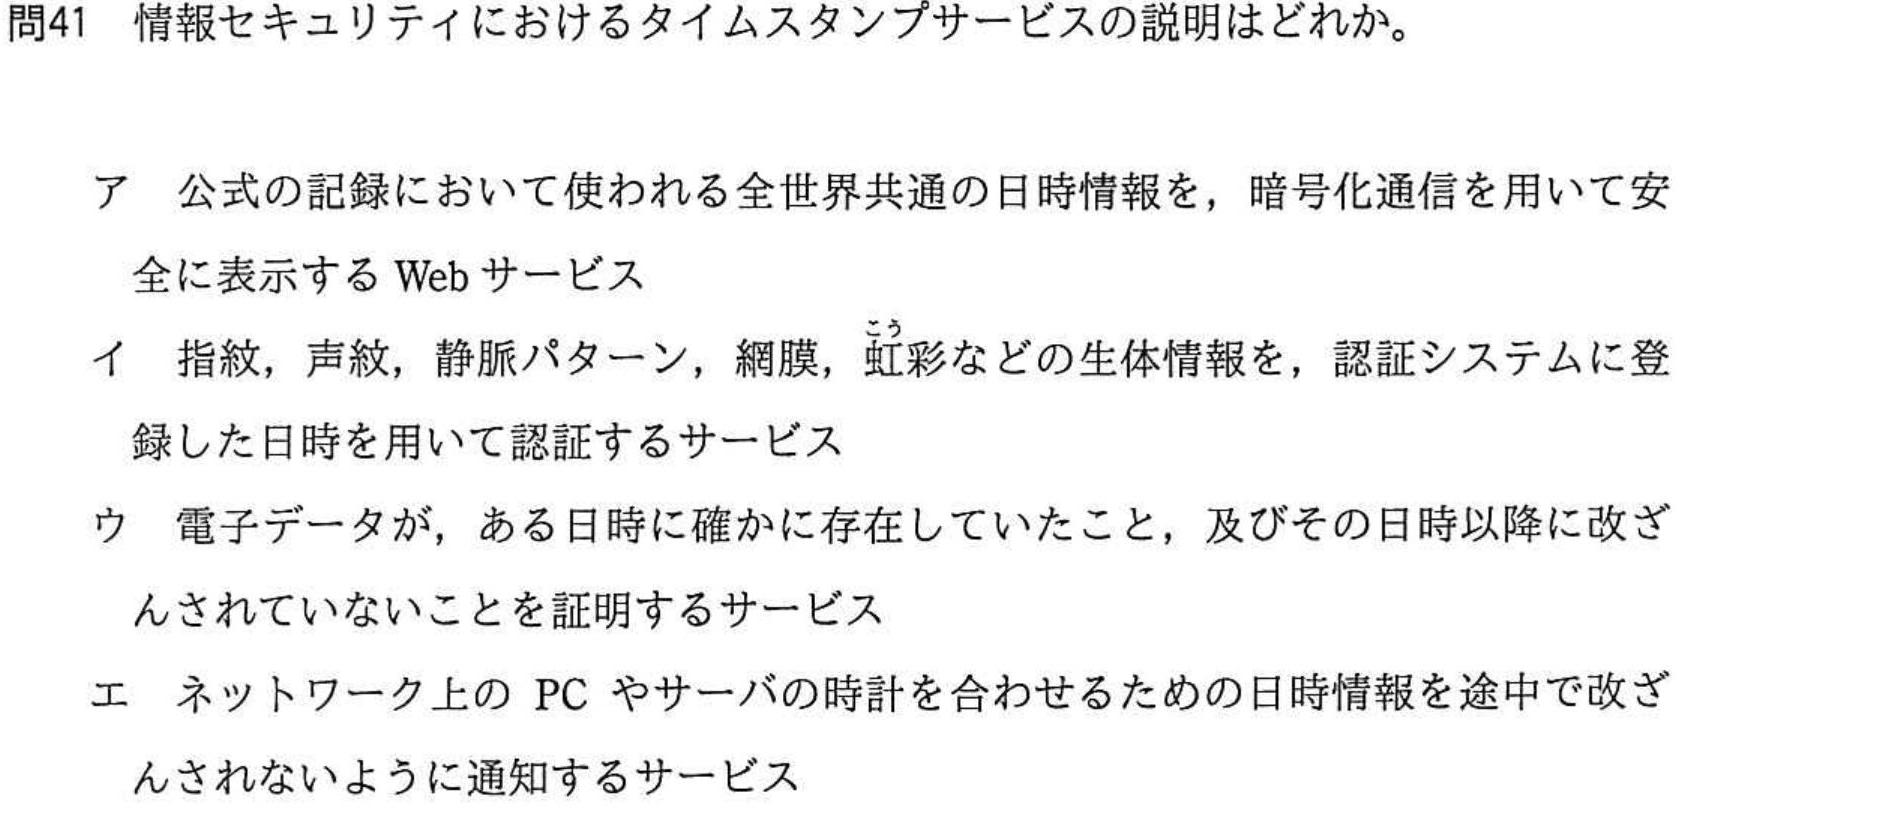 問41 情報セキュリティにおけるタイムスタンプサービスの説明はどれか。
ア 公式の記録において使われる全世界共通の日時情報を，暗号化通信を用いて安
全に表示する Web サービス
こう
イ 指紋，声紋，静脈パターン，網膜，虹彩などの生体情報を，認証システムに登
録した日時を用いて認証するサービス
ウ 電子データが，ある日時に確かに存在していたこと，及びその日時以降に改ざ
んされていないことを証明するサービス
エ ネットワーク上の PC やサーバの時計を合わせるための日時情報を途中で改ざ
んされないように通知するサービス